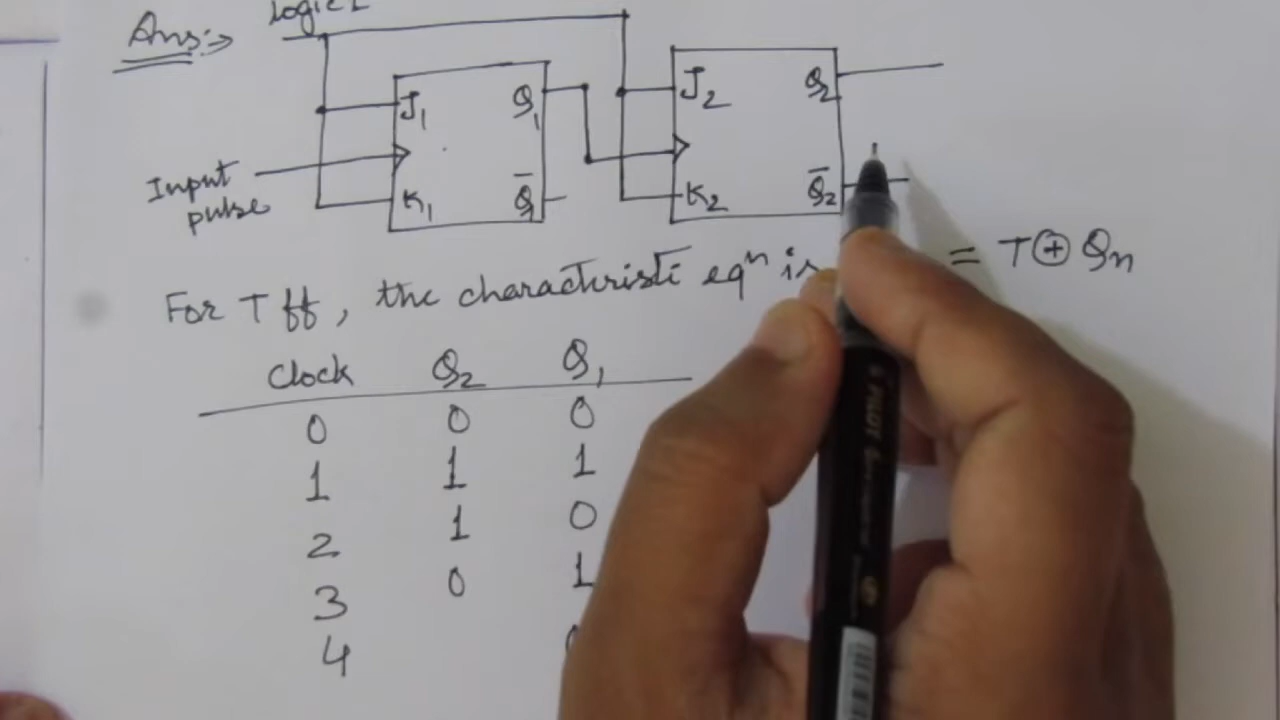 Ans:→ Logic 1
J₁ Q₁ J₂ Q₂
Input pulse
K₁ Q̅₁ K₂ Q̅₂
For T ff, the characteristic eqⁿ is = T⊕Qn
Clock Q₂ Q₁
0 0 0
1 1 1
2 1 0
3 0 1
4
PILOT